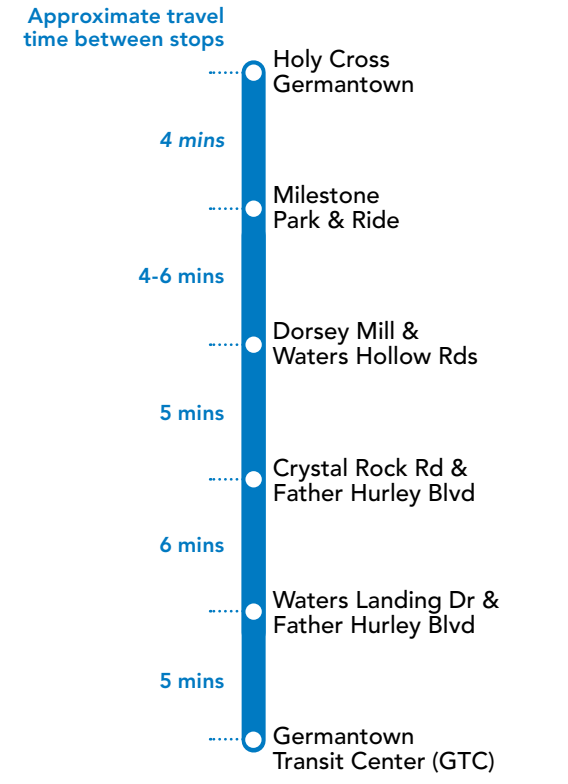 Approximate travel
time between stops
Holy Cross
Germantown
4 mins
Milestone
Park & Ride
4-6 mins
Dorsey Mill &
Waters Hollow Rds
5 mins
Crystal Rock Rd &
Father Hurley Blvd
6 mins
Waters Landing Dr &
Father Hurley Blvd
5 mins
Germantown
Transit Center (GTC)